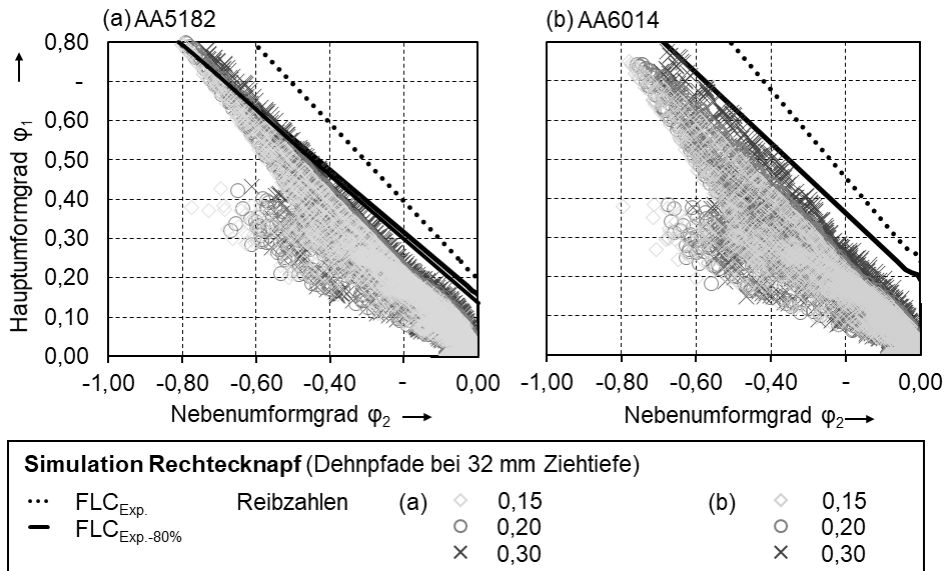 (a) AA5182
(b) AA6014
Hauptumformgrad φ1
0,80
-
0,60
0,50
0,40
0,30
0,20
0,10
0,00
-1,00 -0,80 -0,60 -0,40 - 0,00
-1,00 -0,80 -0,60 -0,40 - 0,00
Nebenumformgrad φ2
Nebenumformgrad φ2
Simulation Rechtecknapf (Dehnpfade bei 32 mm Ziehtiefe)
FLCExp. Reibzahlen (a) 0,15 (b) 0,15
FLCExp.-80% 0,20 0,20
0,30 0,30